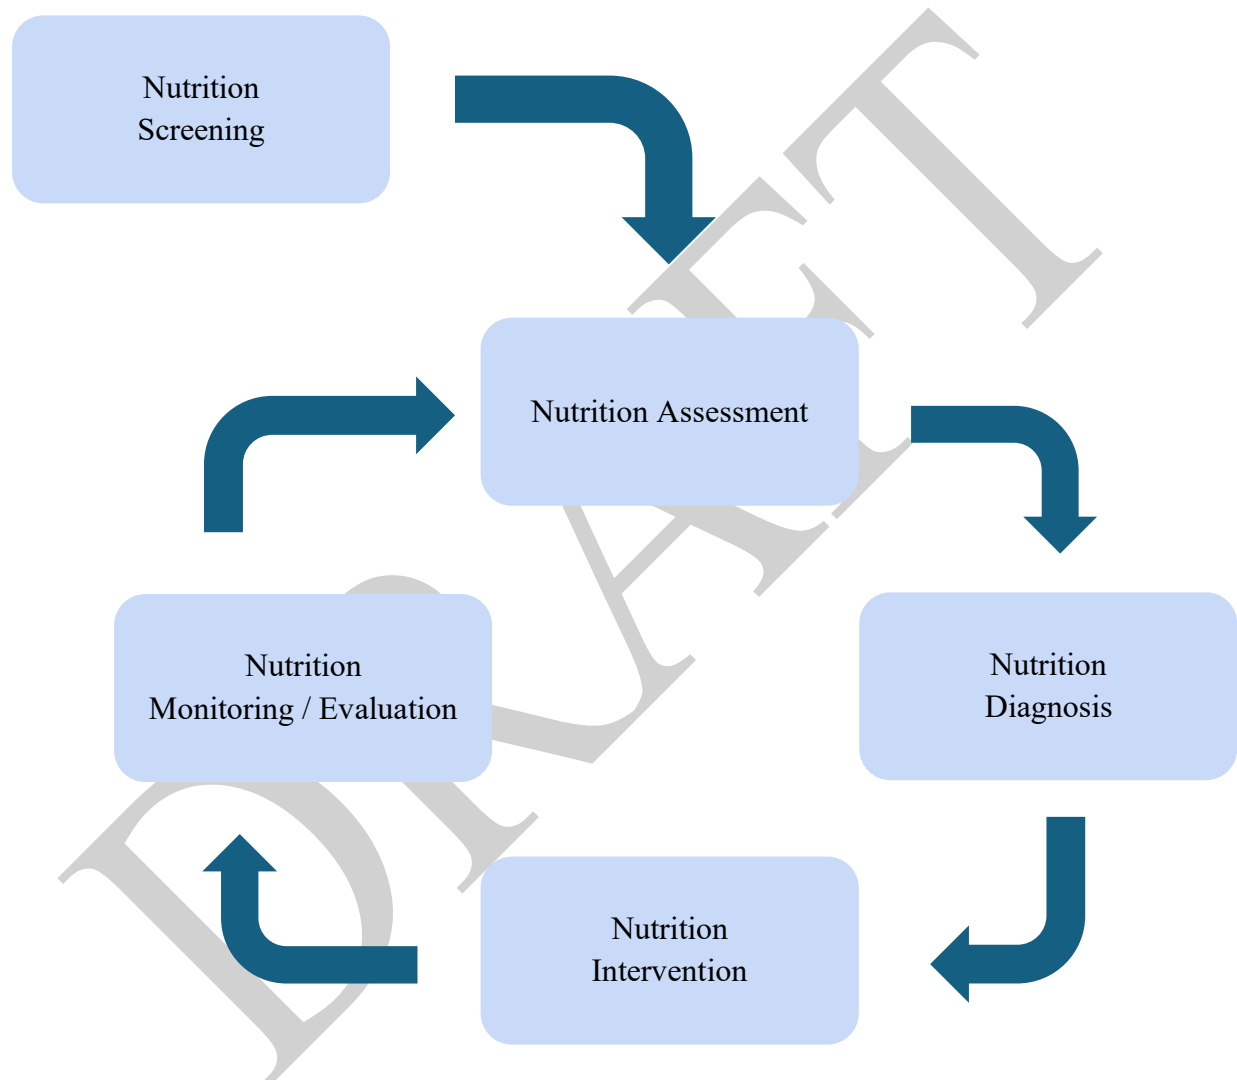 Nutrition
Screening
Nutrition Assessment
Nutrition
Monitoring / Evaluation
Nutrition
Diagnosis
Nutrition
Intervention
DRAFT